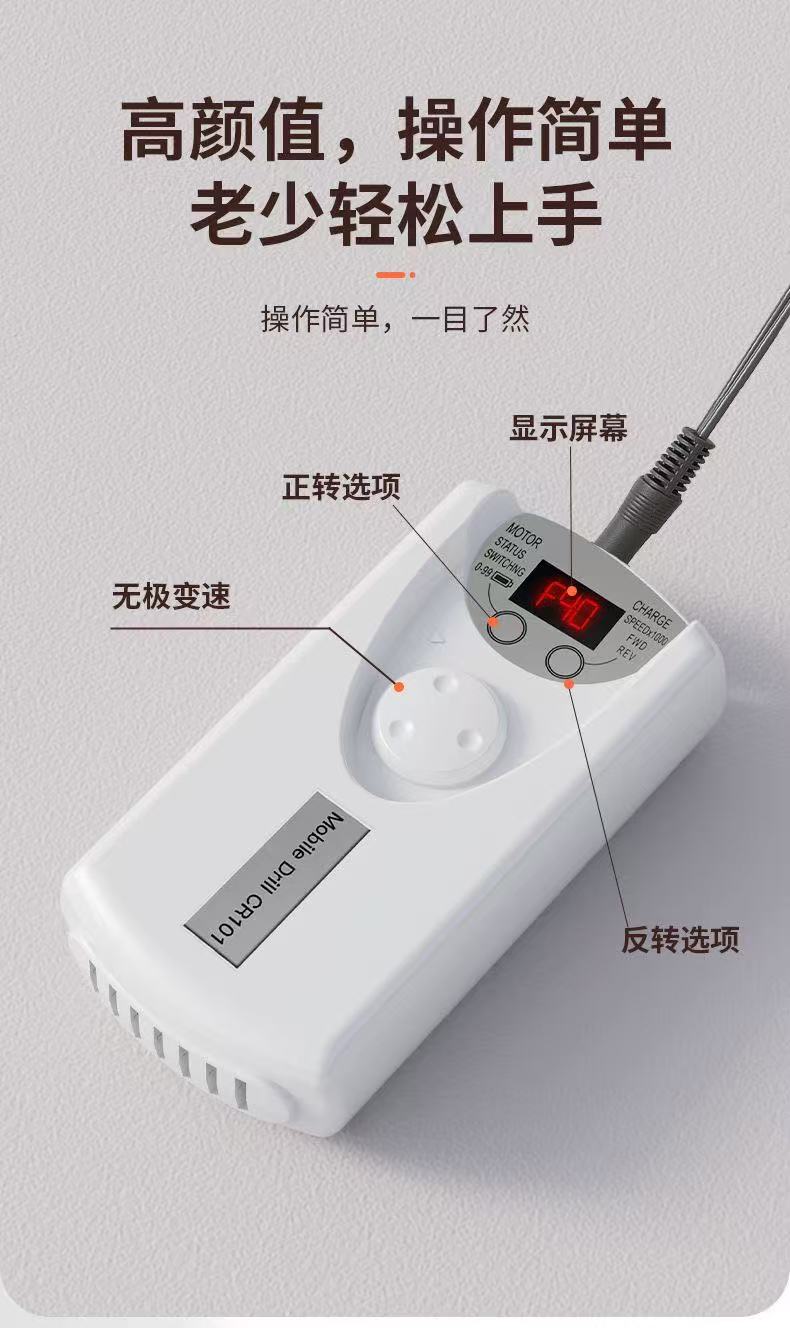 高颜值，操作简单
老少轻松上手
操作简单，一目了然
显示屏幕
正转选项
无极变速
MOTOR
STATUS
SWITCHNG
0-99
F40
CHARGE
SPEEDx1000
FWD
REV
Mobile Drill CR101
反转选项